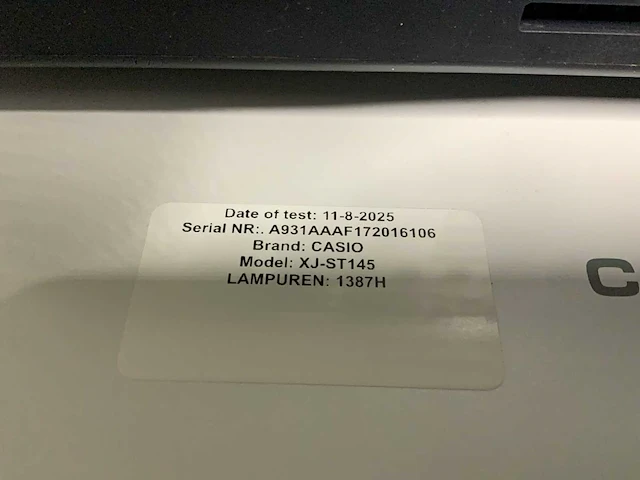 Date of test: 11-8-2025
Serial NR:. A931AAAF172016106
Brand: CASIO
Model: XJ-ST145
LAMPUREN: 1387H
C